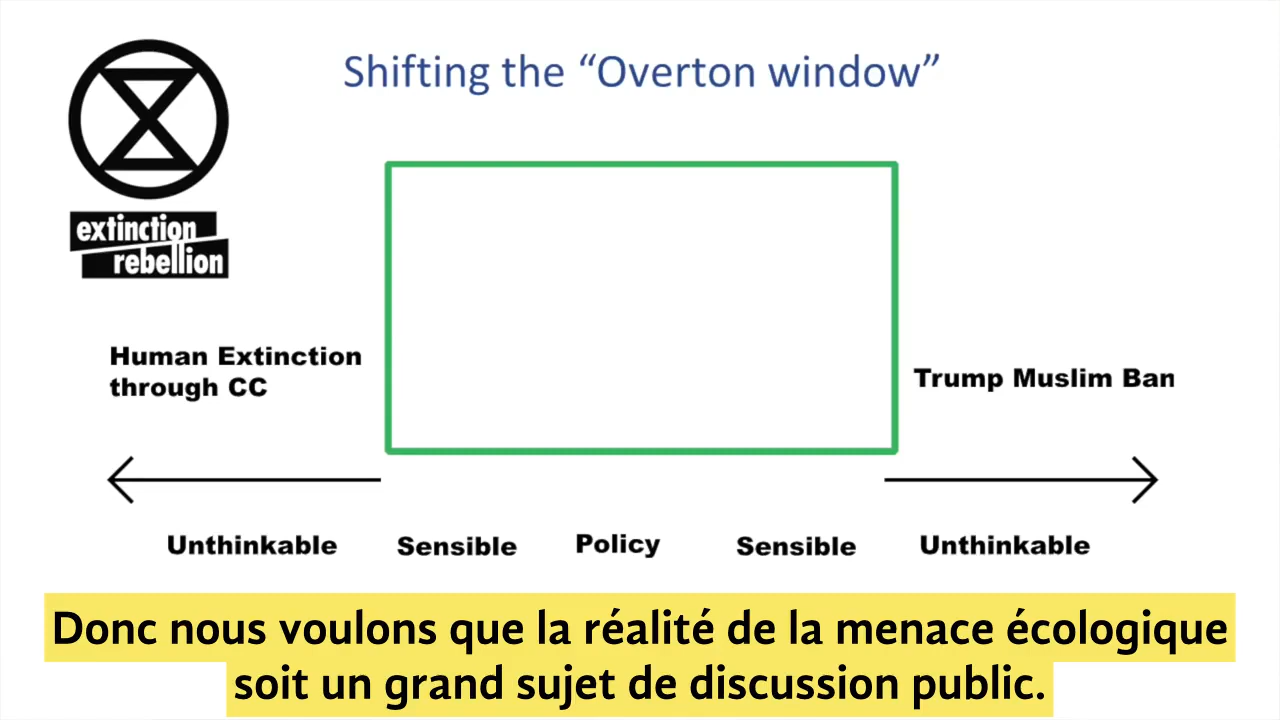 Shifting the “Overton window”
extinction
rebellion
Human Extinction
through CC
Trump Muslim Ban
Unthinkable Sensible Policy Sensible Unthinkable
Donc nous voulons que la réalité de la menace écologique
soit un grand sujet de discussion public.